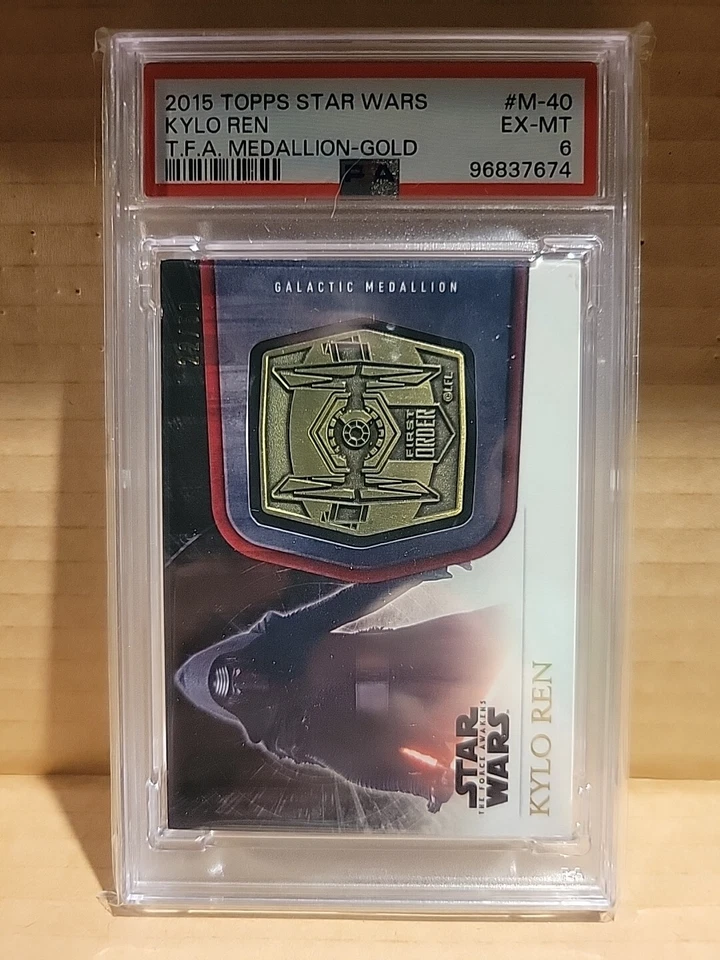 2015 TOPPS STAR WARS #M-40
KYLO REN EX-MT
T.F.A. MEDALLION-GOLD 6
96837674
GALACTIC MEDALLION
FIRST
ORDER
©LFL
STAR
THE FORCE AWAKENS
WARS
KYLO REN